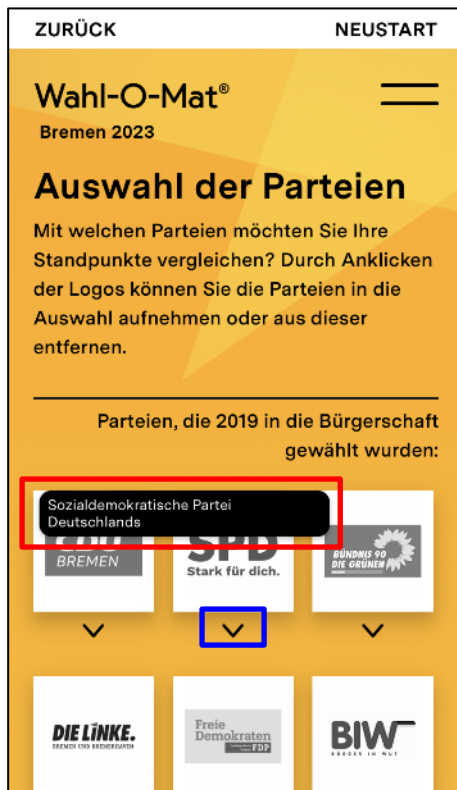 ZURÜCK NEUSTART
Wahl-O-Mat®
Bremen 2023
Auswahl der Parteien
Mit welchen Parteien möchten Sie Ihre
Standpunkte vergleichen? Durch Anklicken
der Logos können Sie die Parteien in die
Auswahl aufnehmen oder aus dieser
entfernen.
Parteien, die 2019 in die Bürgerschaft
gewählt wurden:
Sozialdemokratische Partei
Deutschlands
BREMEN
SPD
Stark für dich.
BÜNDNIS 90
DIE GRÜNEN
DIE LINKE.
BREMEN UND BREMERHAVEN
Freie
Demokraten
FDP
BIW
BÜRGER IN WUT